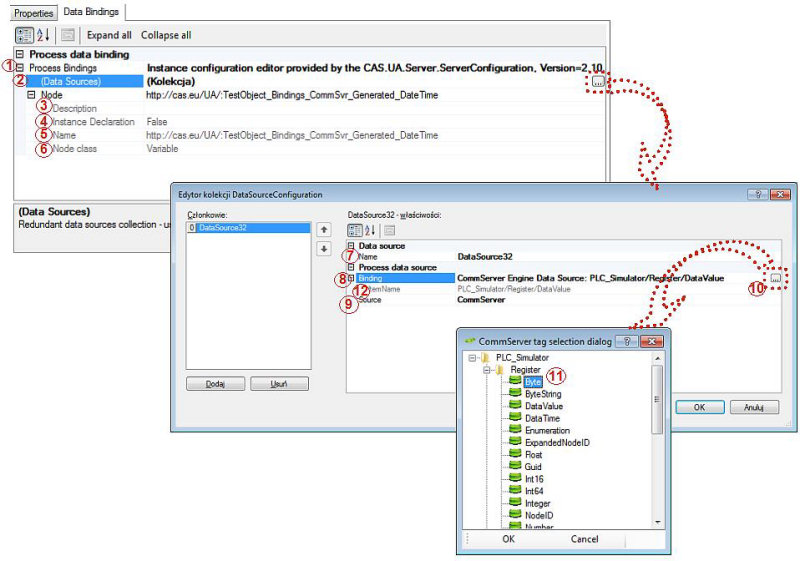 Properties Data Bindings
Expand all Collapse all
Process data binding
1 Process Bindings Instance configuration editor provided by the CAS.UA.Server.ServerConfiguration, Version=2.10.
2 (Data Sources) (Kolekcja) ...
Node http://cas.eu/UA/:TestObject_Bindings_CommSvr_Generated_DateTime
3 Description
4 Instance Declaration False
5 Name http://cas.eu/UA/:TestObject_Bindings_CommSvr_Generated_DateTime
6 Node class Variable
(Data Sources)
Redundant data sources collection - us
Edytor kolekcji DataSourceConfiguration
Członkowie:
0 DataSource32
Dodaj Usuń
DataSource32 - właściwości:
Data source
7 Name DataSource32
Process data source
8 Binding CommServer Engine Data Source: PLC_Simulator/Register/DataValue ...
12 ItemName PLC_Simulator/Register/DataValue 10
9 Source CommServer
OK Anuluj
CommServer tag selection dialog
PLC_Simulator
Register
Byte 11
ByteString
DataValue
DataTime
Enumeration
ExpandedNodeID
Float
Guid
Int16
Int64
Integer
NodeID
Number
OK Cancel